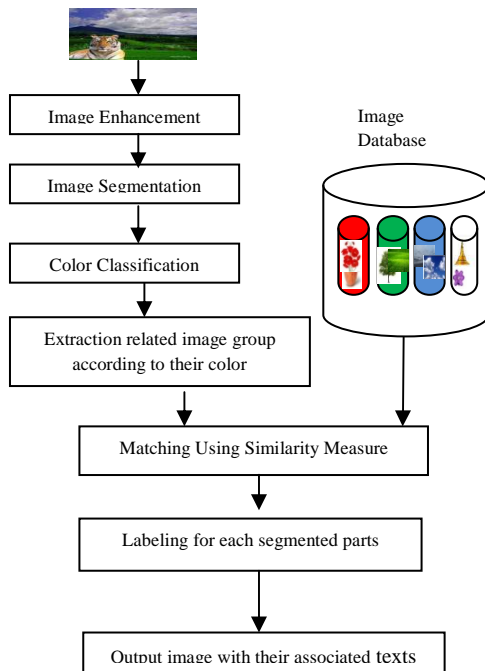 Image Enhancement
Image
Database
Image Segmentation
Color Classification
Extraction related image group
according to their color
Matching Using Similarity Measure
Labeling for each segmented parts
Output image with their associated texts